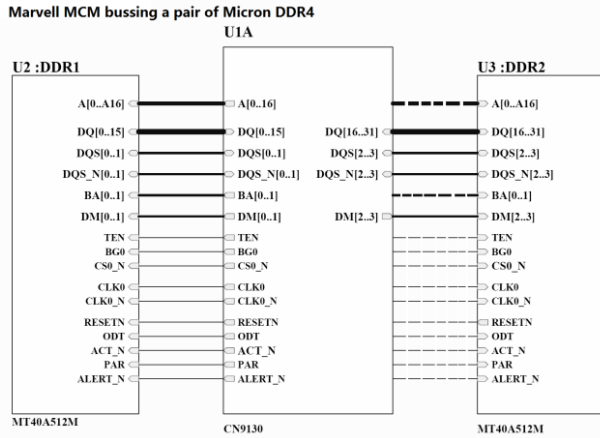 Marvell MCM bussing a pair of Micron DDR4
U1A
U2 :DDR1
U3 :DDR2
A[0..A16] A[0..16] A[0..A16]
DQ[0..15] DQ[0..15] DQ[16..31] DQ[16..31]
DQS[0..1] DQS[0..1] DQS[2..3] DQS[2..3]
DQS_N[0..1] DQS_N[0..1] DQS_N[2..3] DQS_N[2..3]
BA[0..1] BA[0..1] BA[0..1]
DM[0..1] DM[0..1] DM[2..3] DM[2..3]
TEN TEN TEN
BG0 BG0 BG0
CS0_N CS0_N CS0_N
CLK0 CLK0 CLK0
CLK0_N CLK0_N CLK0_N
RESETN RESETN RESETN
ODT ODT ODT
ACT_N ACT_N ACT_N
PAR PAR PAR
ALERT_N ALERT_N ALERT_N
MT40A512M CN9130 MT40A512M